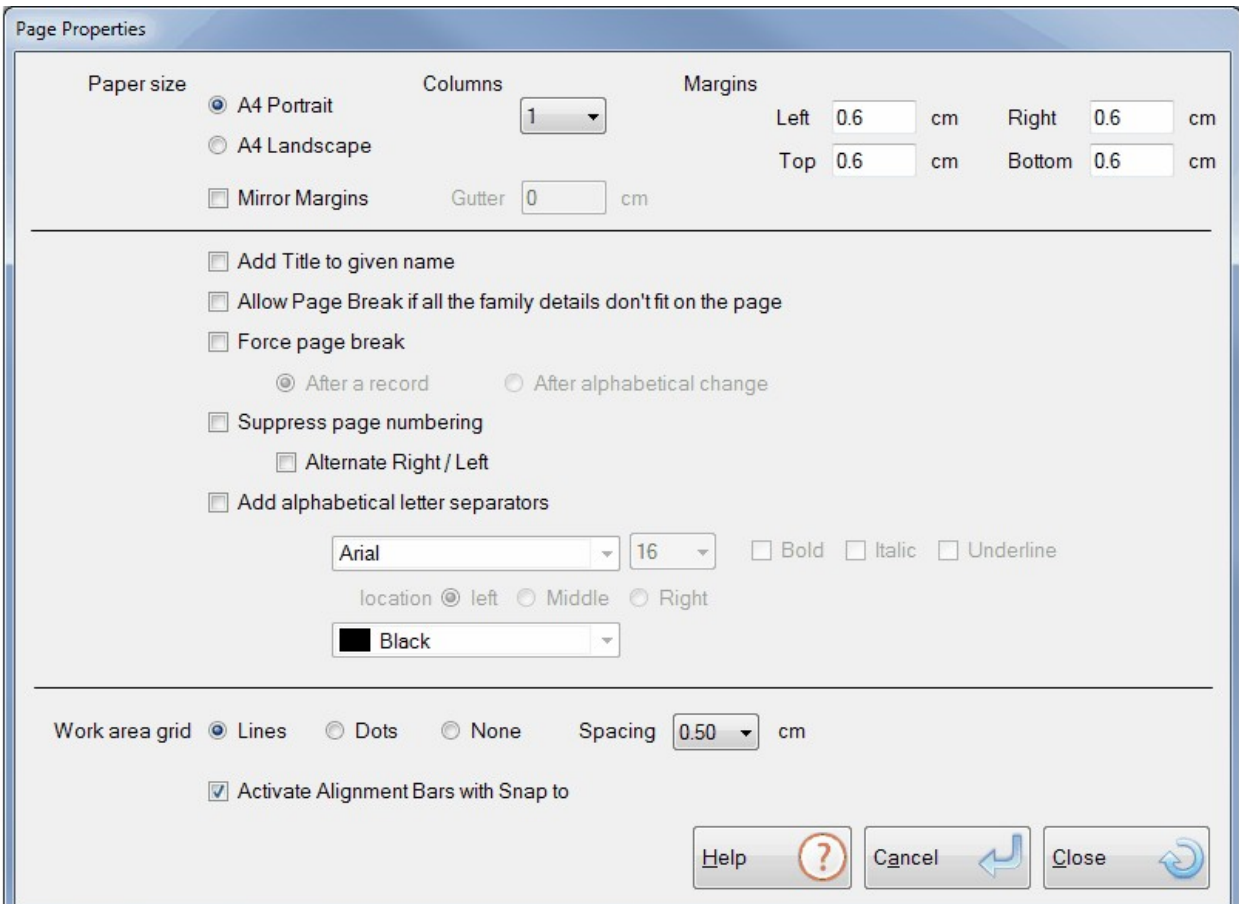 Page Properties
Paper size Columns Margins
A4 Portrait 1 Left 0.6 cm Right 0.6 cm
A4 Landscape Top 0.6 cm Bottom 0.6 cm
Mirror Margins Gutter 0 cm
Add Title to given name
Allow Page Break if all the family details don't fit on the page
Force page break
After a record After alphabetical change
Suppress page numbering
Alternate Right / Left
Add alphabetical letter separators
Arial 16 Bold Italic Underline
location left Middle Right
Black
Work area grid Lines Dots None Spacing 0.50 cm
Activate Alignment Bars with Snap to
Help ? Cancel Close